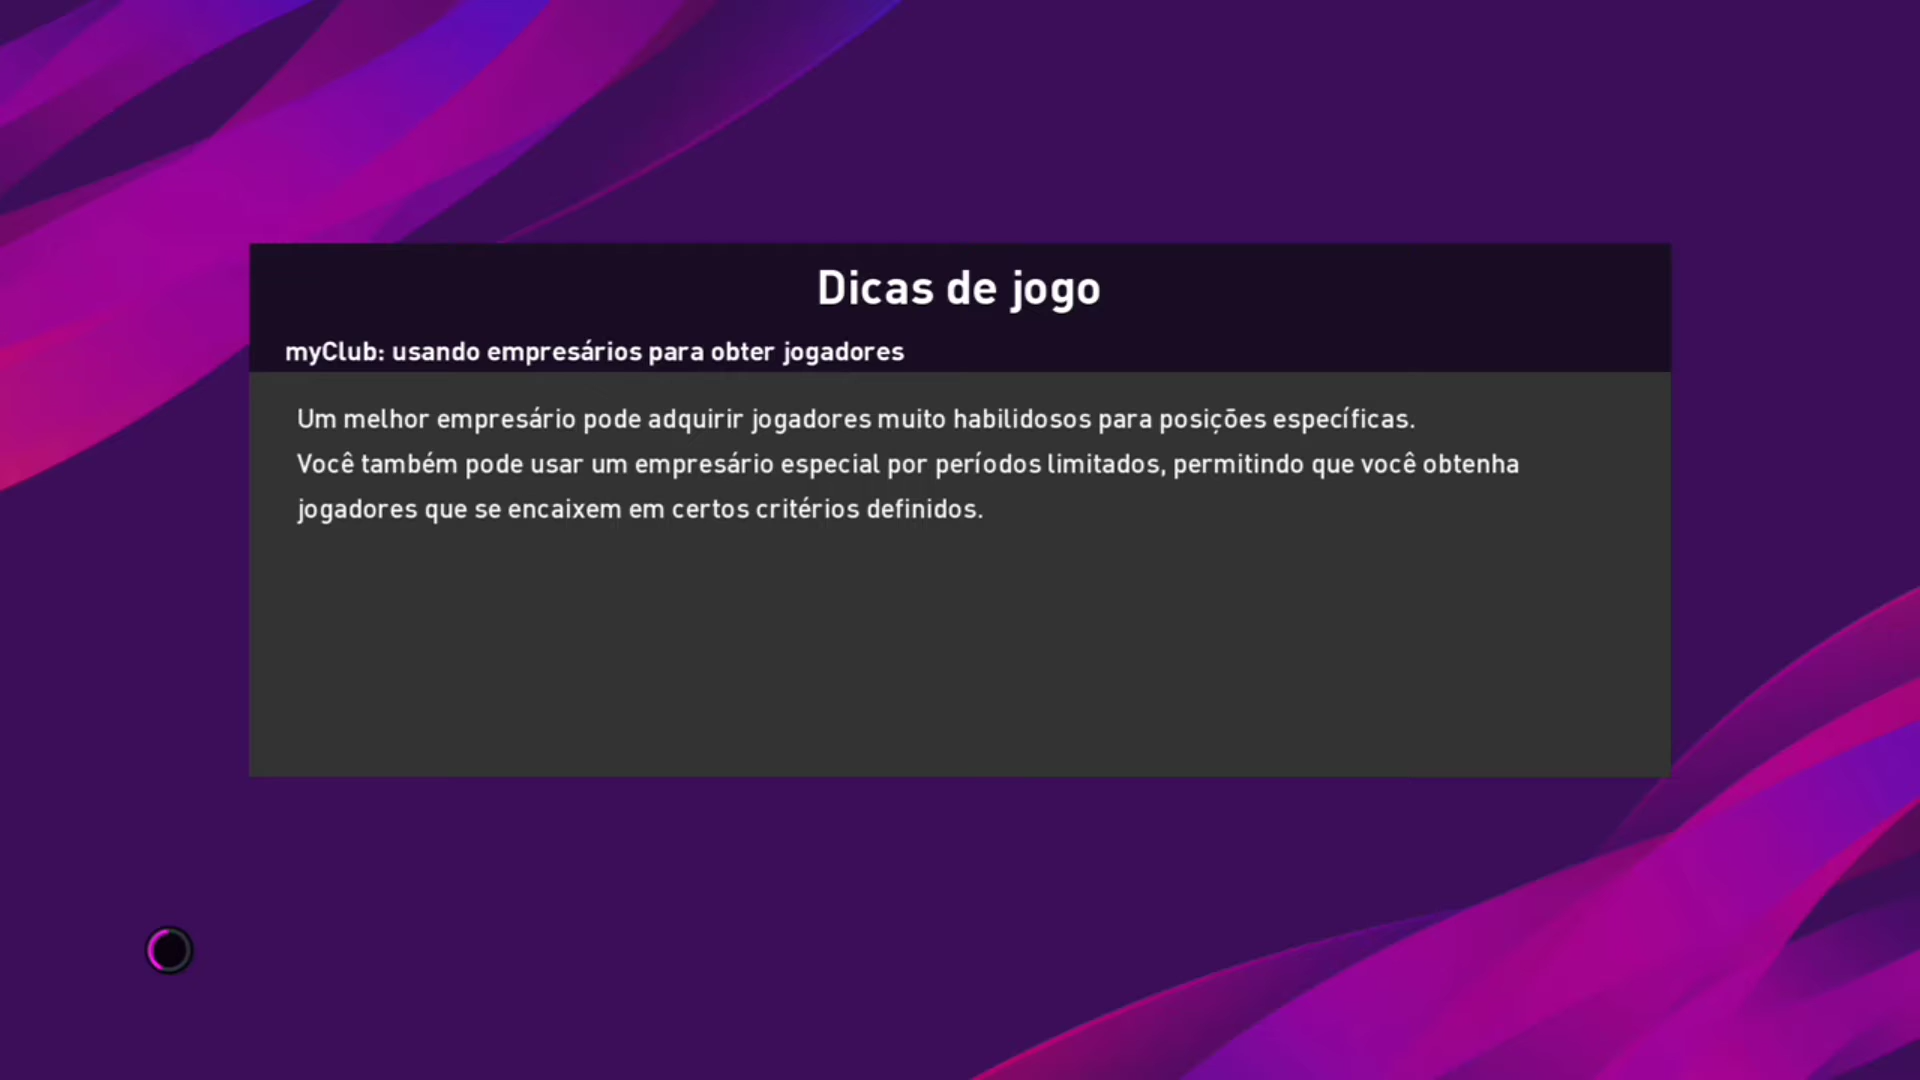 Dicas de jogo
myClub: usando empresários para obter jogadores
Um melhor empresário pode adquirir jogadores muito habilidosos para posições específicas.
Você também pode usar um empresário especial por períodos limitados, permitindo que você obtenha
jogadores que se encaixem em certos critérios definidos.